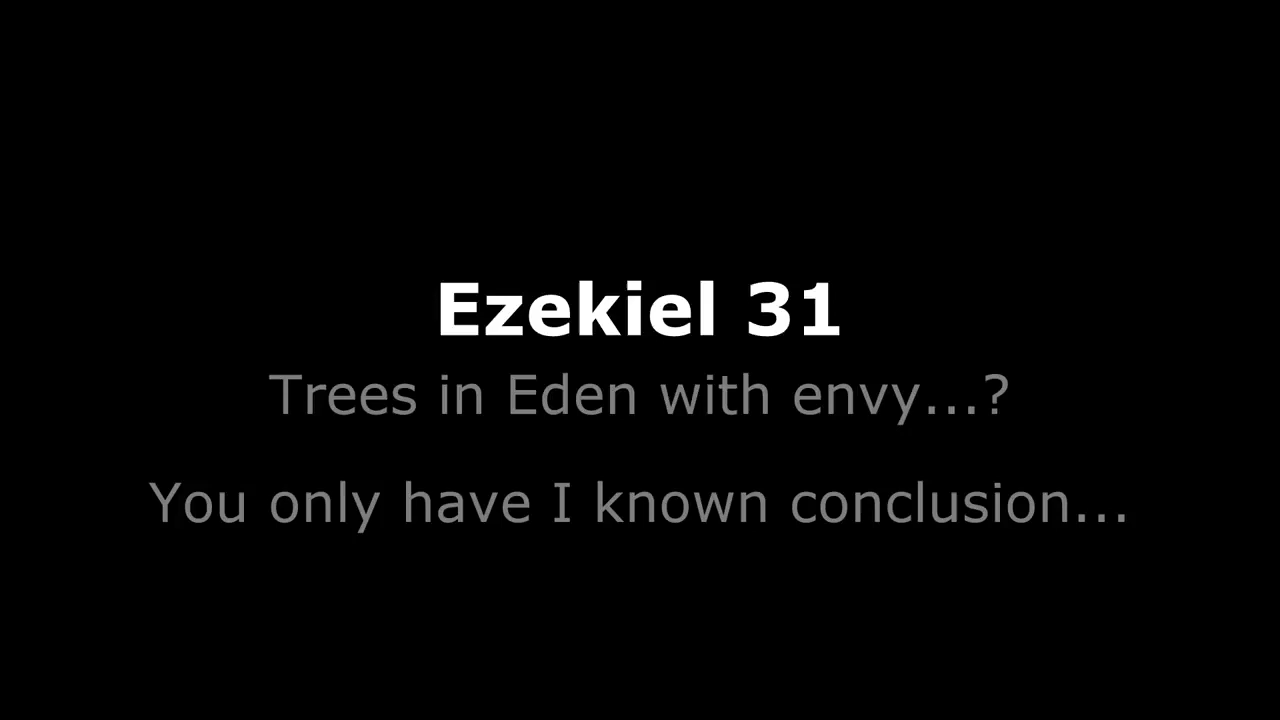 Ezekiel 31
Trees in Eden with envy...?
You only have I known conclusion...